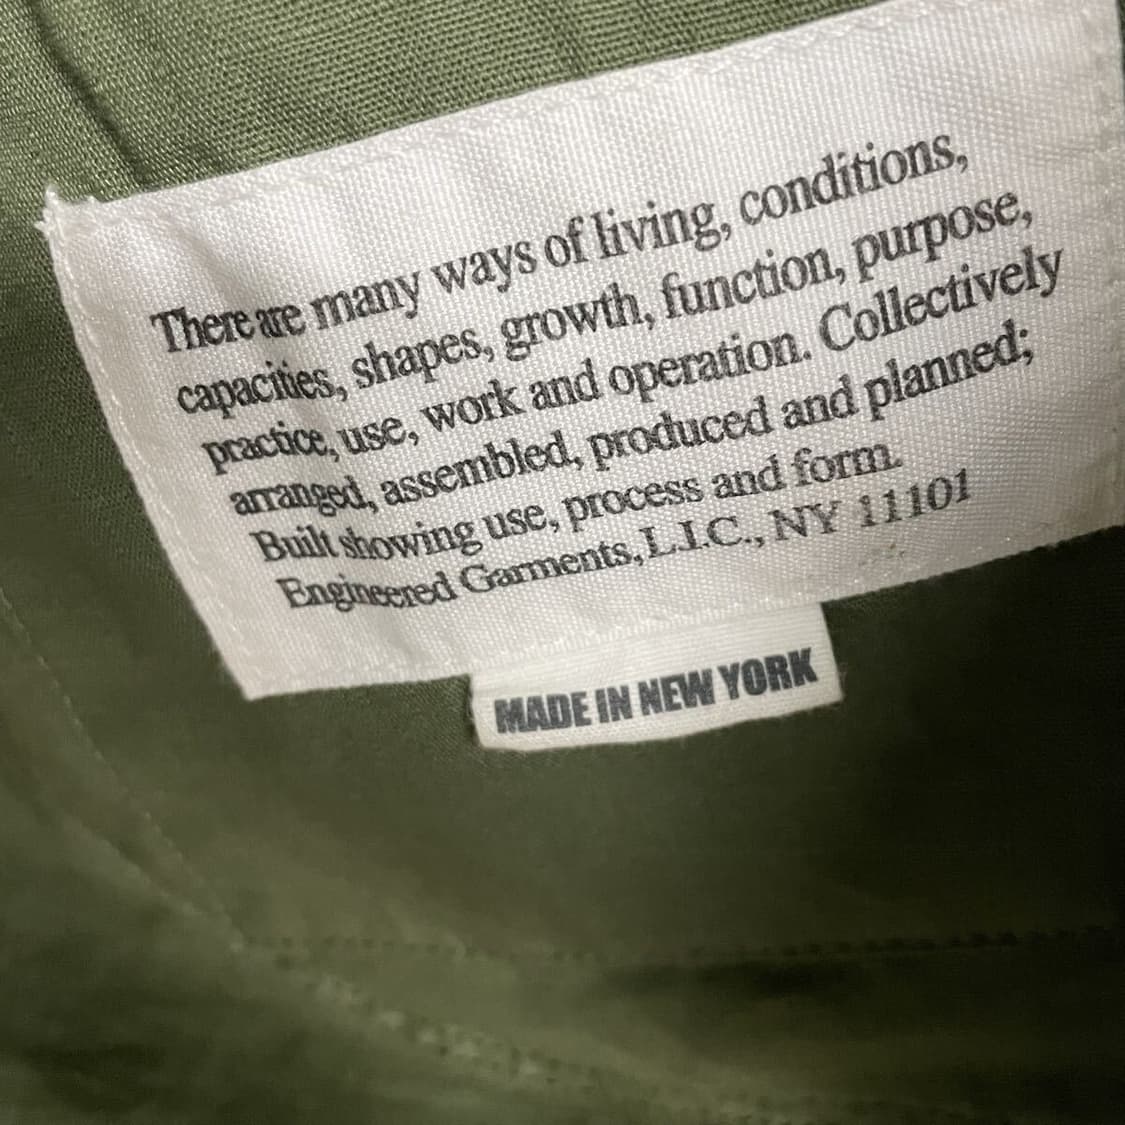 There are many ways of living, conditions,
capacities, shapes, growth, function, purpose,
practice, use, work and operation. Collectively
arranged, assembled, produced and planned;
Built showing use, process and form.
Engineered Garments, L.I.C., NY 11101
MADE IN NEW YORK